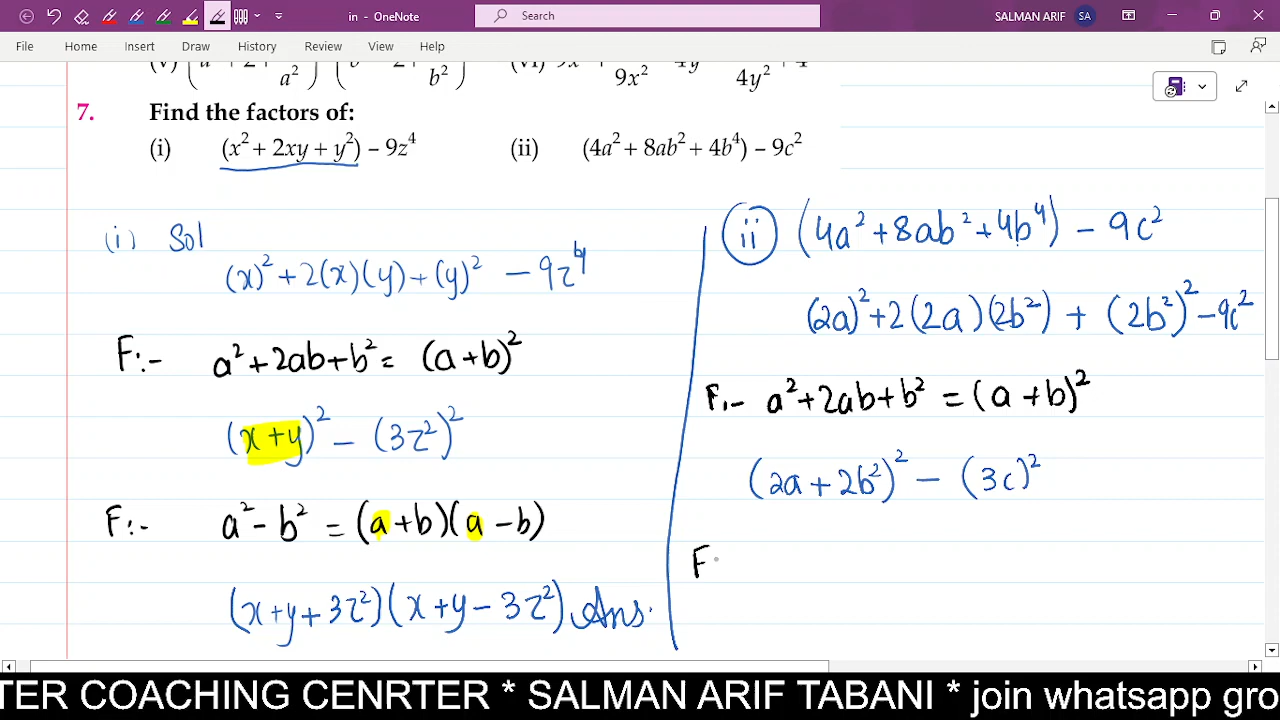 in - OneNote
Search
SALMAN ARIF SA
File Home Insert Draw History Review View Help
7. Find the factors of:
(i) (x² + 2xy + y²) – 9z⁴ (ii) (4a² + 8ab² + 4b⁴) – 9c²
(i) Sol
(x)² + 2(x)(y) + (y)² – 9z⁴
F:- a² + 2ab + b² = (a+b)²
(x+y)² – (3z²)²
F:- a² – b² = (a+b)(a–b)
(x+y+3z²)(x+y–3z²) Ans.
ii (4a² + 8ab² + 4b⁴) – 9c²
(2a)² + 2(2a)(2b²) + (2b²)² – 9c²
F:- a² + 2ab + b² = (a+b)²
(2a + 2b²)² – (3c)²
F
TER COACHING CENRTER * SALMAN ARIF TABANI * join whatsapp gro